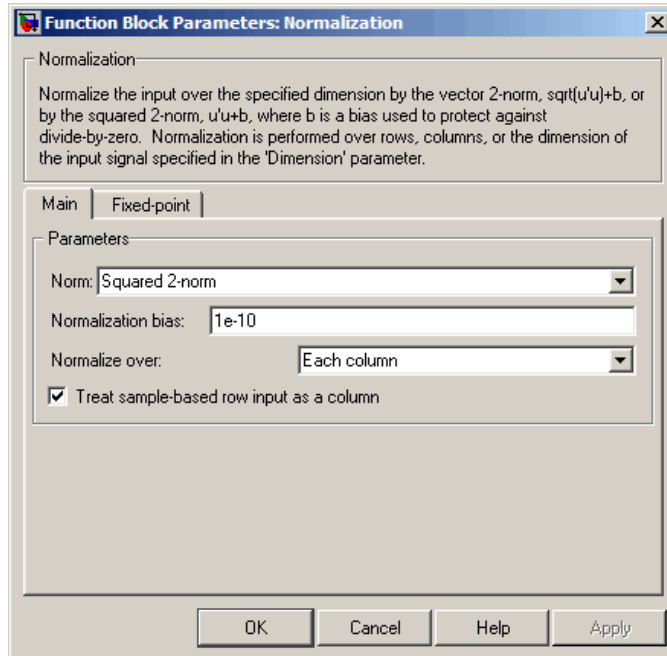 Function Block Parameters: Normalization
Normalization
Normalize the input over the specified dimension by the vector 2-norm, sqrt(u'u)+b, or
by the squared 2-norm, u'u+b, where b is a bias used to protect against
divide-by-zero.  Normalization is performed over rows, columns, or the dimension of
the input signal specified in the 'Dimension' parameter.
Main
Fixed-point
Parameters
Norm: Squared 2-norm
Normalization bias: 1e-10
Normalize over: Each column
Treat sample-based row input as a column
OK
Cancel
Help
Apply